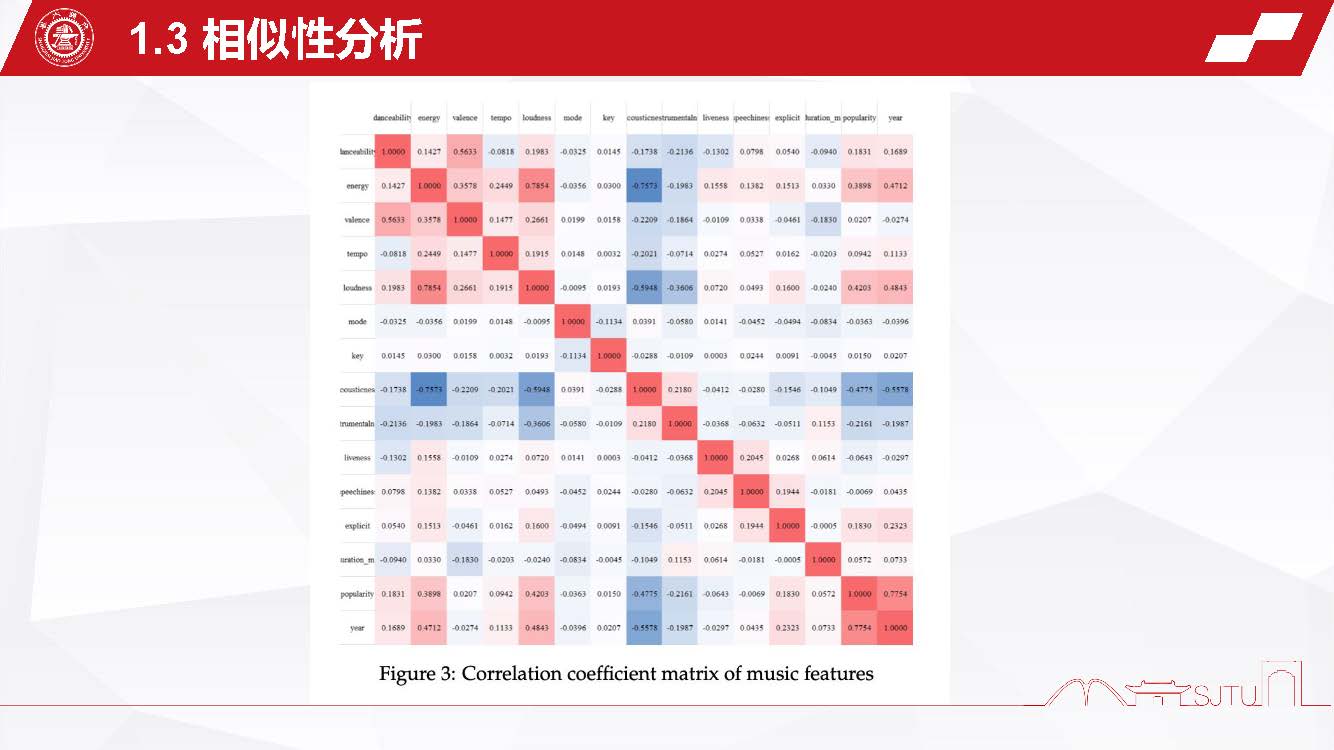 1.3 相似性分析
danceability energy valence tempo loudness mode key cousticnes trumentaln liveness peechiness explicit uration_m popularity year
danceability 1.0000 0.1427 0.5633 -0.0818 0.1983 -0.0325 0.0145 -0.1738 -0.2136 -0.1302 0.0798 0.0540 -0.0940 0.1831 0.1689
energy 0.1427 1.0000 0.3578 0.2449 0.7854 -0.0356 0.0300 -0.7573 -0.1983 0.1558 0.1382 0.1513 0.0330 0.3898 0.4712
valence 0.5633 0.3578 1.0000 0.1477 0.2661 0.0199 0.0158 -0.2209 -0.1864 -0.0109 0.0338 -0.0461 -0.1830 0.0207 -0.0274
tempo -0.0818 0.2449 0.1477 1.0000 0.1915 0.0148 0.0032 -0.2021 -0.0714 0.0274 0.0527 0.0162 -0.0203 0.0942 0.1133
loudness 0.1983 0.7854 0.2661 0.1915 1.0000 -0.0095 0.0193 -0.5948 -0.3606 0.0720 0.0493 0.1600 -0.0240 0.4203 0.4843
mode -0.0325 -0.0356 0.0199 0.0148 -0.0095 1.0000 -0.1134 0.0391 -0.0580 0.0141 -0.0452 -0.0494 -0.0834 -0.0363 -0.0396
key 0.0145 0.0300 0.0158 0.0032 0.0193 -0.1134 1.0000 -0.0288 -0.0109 0.0003 0.0244 0.0091 -0.0045 0.0150 0.0207
cousticnes -0.1738 -0.7573 -0.2209 -0.2021 -0.5948 0.0391 -0.0288 1.0000 0.2180 -0.0412 -0.0280 -0.1546 -0.1049 -0.4775 -0.5578
trumentaln -0.2136 -0.1983 -0.1864 -0.0714 -0.3606 -0.0580 -0.0109 0.2180 1.0000 -0.0368 -0.0632 -0.0511 0.1153 -0.2161 -0.1987
liveness -0.1302 0.1558 -0.0109 0.0274 0.0720 0.0141 0.0003 -0.0412 -0.0368 1.0000 0.2045 0.0268 0.0614 -0.0643 -0.0297
peechines 0.0798 0.1382 0.0338 0.0527 0.0493 -0.0452 0.0244 -0.0280 -0.0632 0.2045 1.0000 0.1944 -0.0181 -0.0069 0.0435
explicit 0.0540 0.1513 -0.0461 0.0162 0.1600 -0.0494 0.0091 -0.1546 -0.0511 0.0268 0.1944 1.0000 -0.0005 0.1830 0.2323
uration_m -0.0940 0.0330 -0.1830 -0.0203 -0.0240 -0.0834 -0.0045 -0.1049 0.1153 0.0614 -0.0181 -0.0005 1.0000 0.0572 0.0733
popularity 0.1831 0.3898 0.0207 0.0942 0.4203 -0.0363 0.0150 -0.4775 -0.2161 -0.0643 -0.0069 0.1830 0.0572 1.0000 0.7754
year 0.1689 0.4712 -0.0274 0.1133 0.4843 -0.0396 0.0207 -0.5578 -0.1987 -0.0297 0.0435 0.2323 0.0733 0.7754 1.0000
Figure 3: Correlation coefficient matrix of music features
SJTU